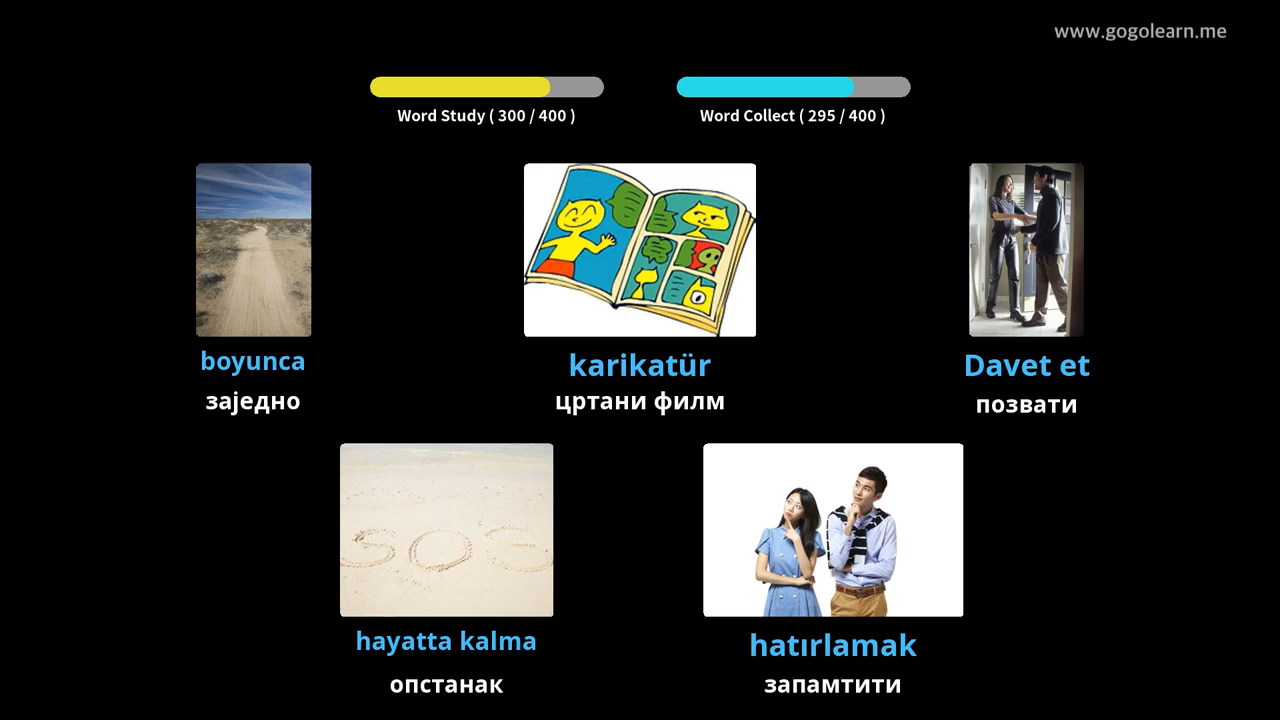 www.gogolearn.me
Word Study ( 300 / 400 )
Word Collect ( 295 / 400 )
boyunca
заједно
karikatür
цртани филм
Davet et
позвати
SOS
hayatta kalma
опстанак
hatırlamak
запамтити